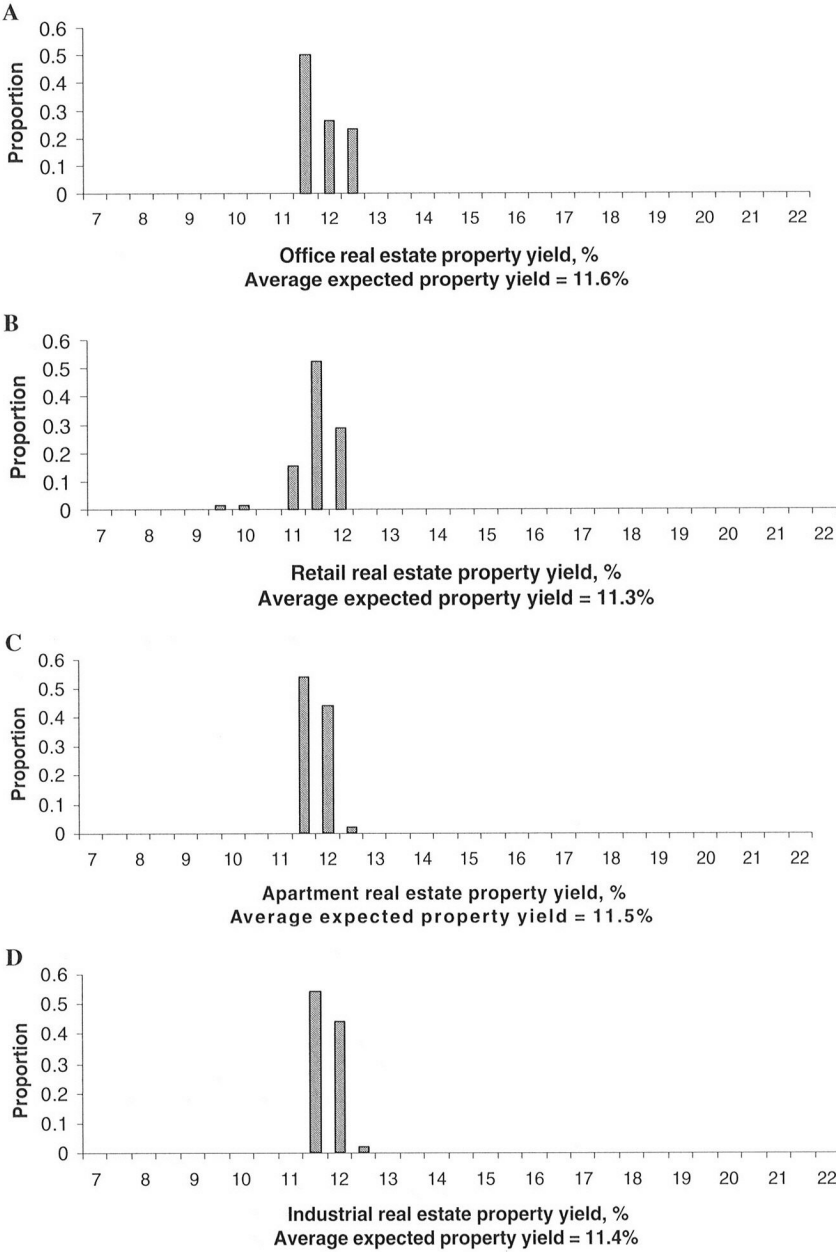 A
Proportion
0.6
0.5
0.4
0.3
0.2
0.1
0
7 8 9 10 11 12 13 14 15 16 17 18 19 20 21 22
Office real estate property yield, %
Average expected property yield = 11.6%
B
Proportion
0.6
0.5
0.4
0.3
0.2
0.1
0
7 8 9 10 11 12 13 14 15 16 17 18 19 20 21 22
Retail real estate property yield, %
Average expected property yield = 11.3%
C
Proportion
0.6
0.5
0.4
0.3
0.2
0.1
0
7 8 9 10 11 12 13 14 15 16 17 18 19 20 21 22
Apartment real estate property yield, %
Average expected property yield = 11.5%
D
Proportion
0.6
0.5
0.4
0.3
0.2
0.1
0
7 8 9 10 11 12 13 14 15 16 17 18 19 20 21 22
Industrial real estate property yield, %
Average expected property yield = 11.4%